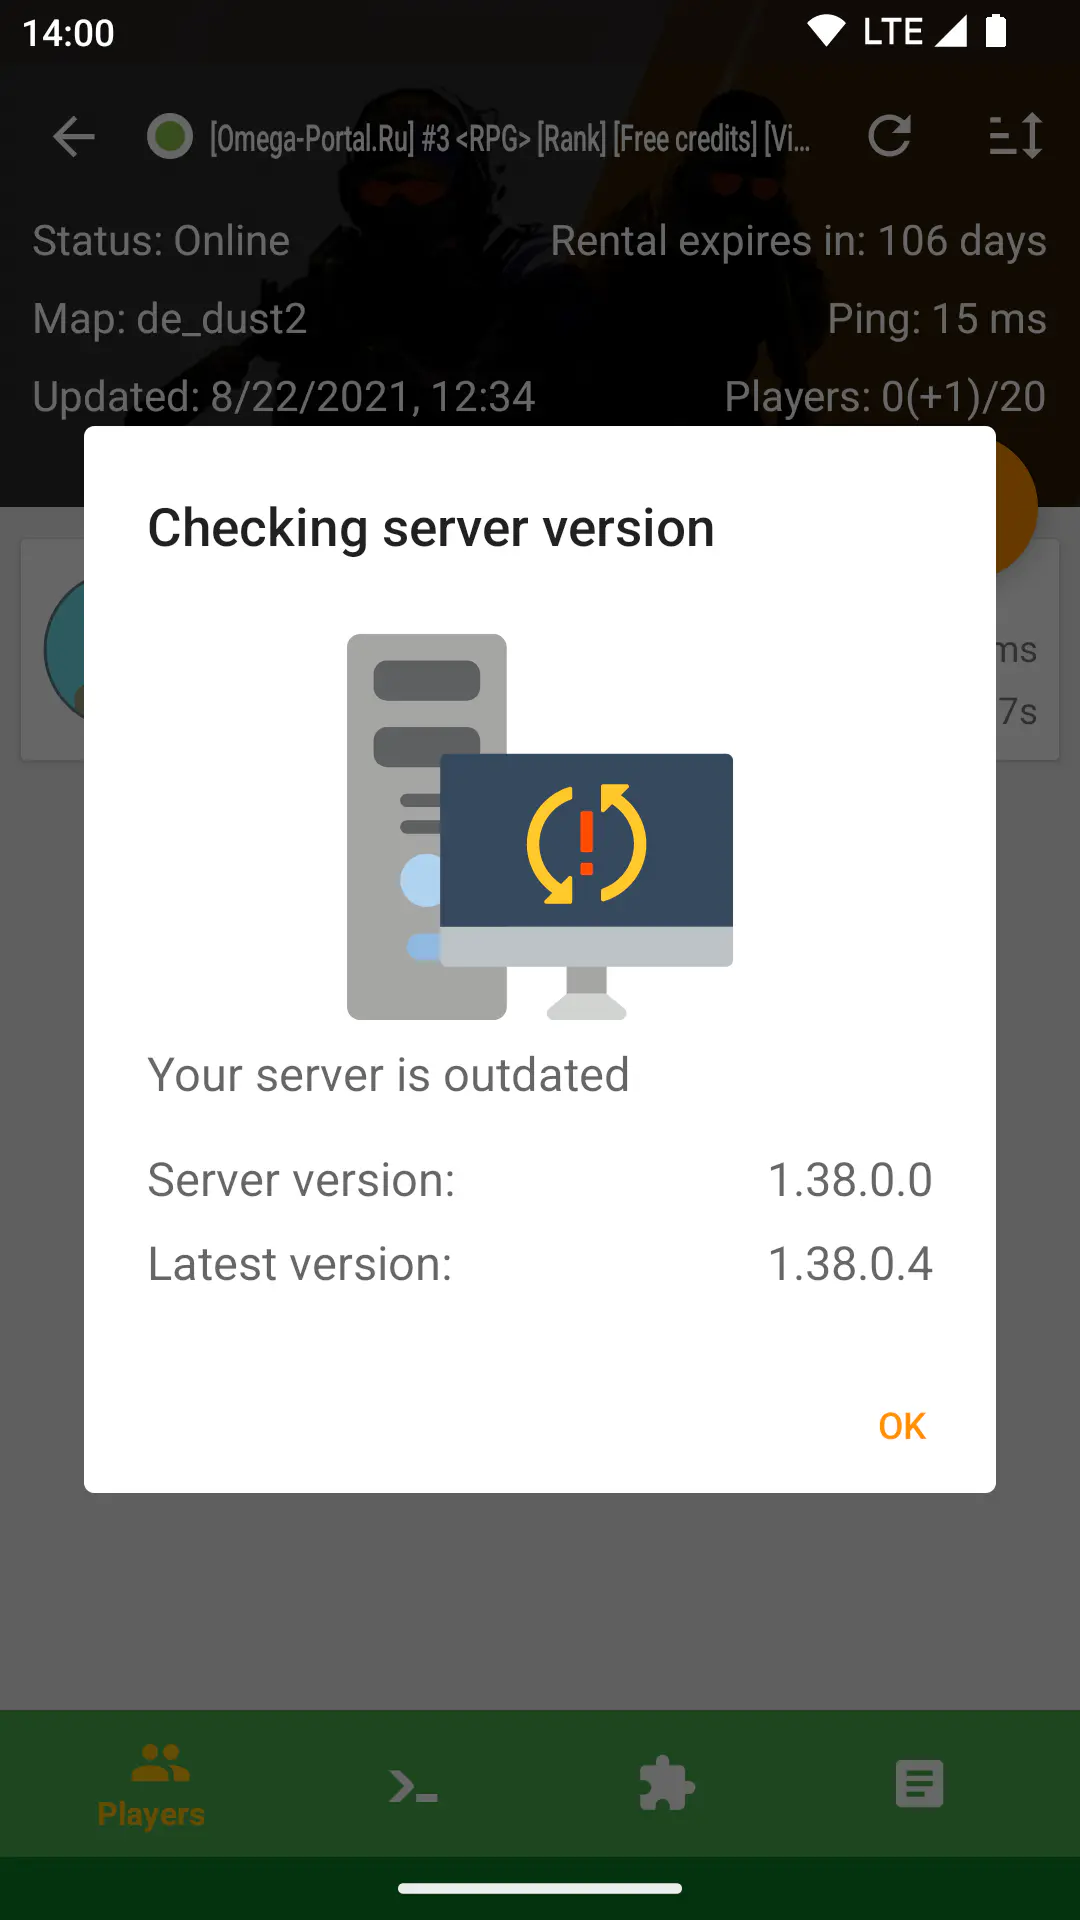 14:00
LTE
[Omega-Portal.Ru] #3 <RPG> [Rank] [Free credits] [Vi...
Status: Online
Rental expires in: 106 days
Map: de_dust2
Ping: 15 ms
Updated: 8/22/2021, 12:34
Players: 0(+1)/20
Checking server version
ms
7s
Your server is outdated
Server version: 1.38.0.0
Latest version: 1.38.0.4
OK
Players